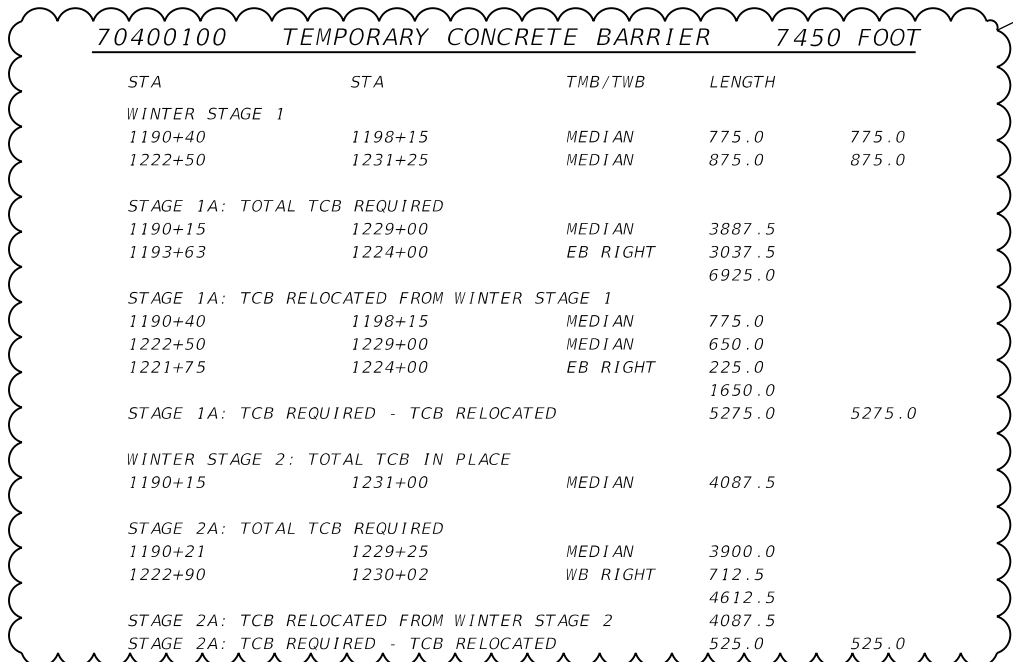 70400100 TEMPORARY CONCRETE BARRIER 7450 FOOT
STA STA TMB/TWB LENGTH
WINTER STAGE 1
1190+40 1198+15 MEDIAN 775.0 775.0
1222+50 1231+25 MEDIAN 875.0 875.0
STAGE 1A: TOTAL TCB REQUIRED
1190+15 1229+00 MEDIAN 3887.5
1193+63 1224+00 EB RIGHT 3037.5
6925.0
STAGE 1A: TCB RELOCATED FROM WINTER STAGE 1
1190+40 1198+15 MEDIAN 775.0
1222+50 1229+00 MEDIAN 650.0
1221+75 1224+00 EB RIGHT 225.0
1650.0
STAGE 1A: TCB REQUIRED - TCB RELOCATED 5275.0 5275.0
WINTER STAGE 2: TOTAL TCB IN PLACE
1190+15 1231+00 MEDIAN 4087.5
STAGE 2A: TOTAL TCB REQUIRED
1190+21 1229+25 MEDIAN 3900.0
1222+90 1230+02 WB RIGHT 712.5
4612.5
STAGE 2A: TCB RELOCATED FROM WINTER STAGE 2 4087.5
STAGE 2A: TCB REQUIRED - TCB RELOCATED 525.0 525.0